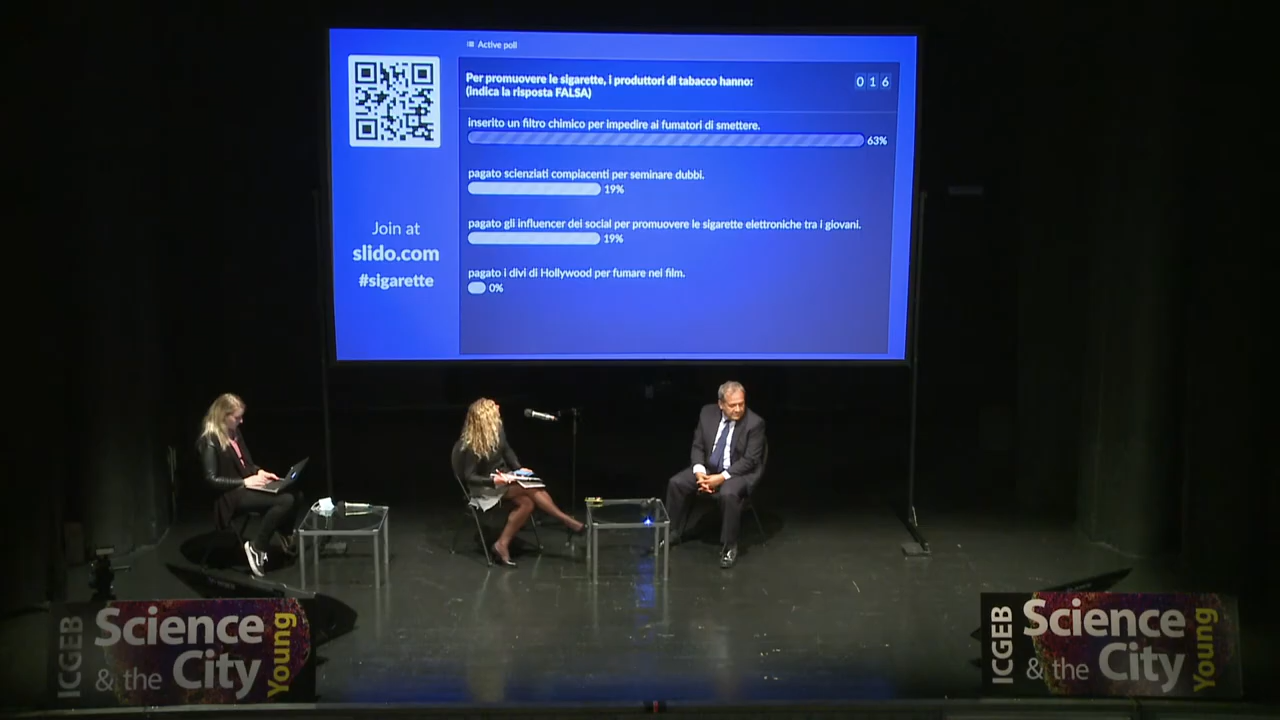 Active poll
Per promuovere le sigarette, i produttori di tabacco hanno:
(indica la risposta FALSA)
0 1 6
inserito un filtro chimico per impedire ai fumatori di smettere.
63%
pagato scienziati compiacenti per seminare dubbi.
19%
pagato gli influencer dei social per promuovere le sigarette elettroniche tra i giovani.
19%
pagato i divi di Hollywood per fumare nei film.
0%
Join at
slido.com
#sigarette
ICGEB
Science
& the City
Young
ICGEB
Science
& the City
Young